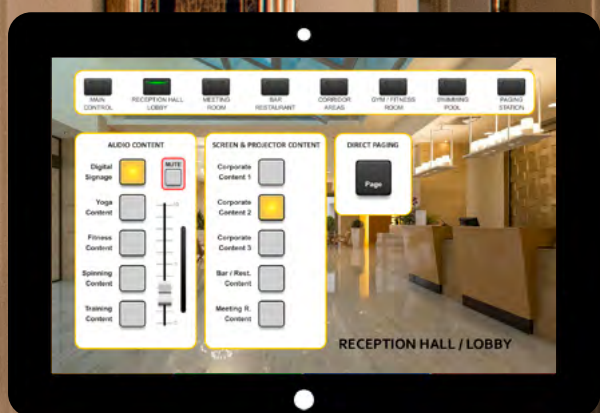 MAIN
CONTROL
RECEPTION HALL
LOBBY
MEETING
ROOM
BAR
RESTAURANT
CORRIDOR
AREAS
GYM / FITNESS
ROOM
SWIMMING
POOL
PAGING
STATION
AUDIO CONTENT
Digital
Signage
MUTE
Yoga
Content
Fitness
Content
Spinning
Content
Training
Content
SCREEN & PROJECTOR CONTENT
Corporate
Content 1
Corporate
Content 2
Corporate
Content 3
Bar / Rest.
Content
Meeting R.
Content
DIRECT PAGING
Page
RECEPTION HALL / LOBBY